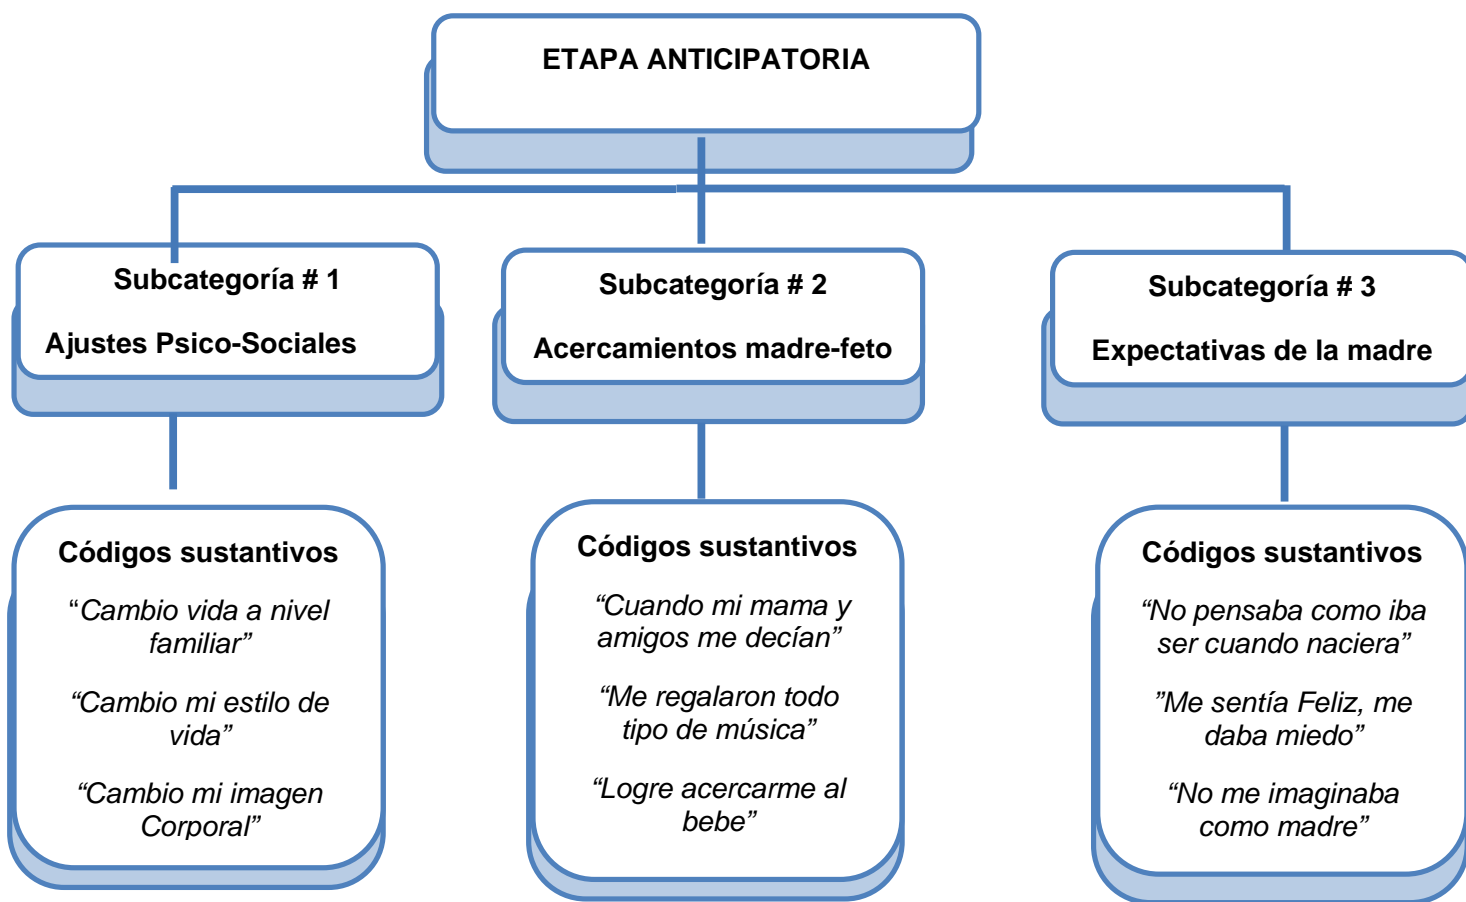 ETAPA ANTICIPATORIA
Subcategoría # 1
Ajustes Psico-Sociales
Subcategoría # 2
Acercamientos madre-feto
Subcategoría # 3
Expectativas de la madre
Códigos sustantivos
“Cambio vida a nivel
familiar”
“Cambio mi estilo de
vida”
“Cambio mi imagen
Corporal”
Códigos sustantivos
“Cuando mi mama y
amigos me decían”
“Me regalaron todo
tipo de música”
“Logre acercarme al
bebe”
Códigos sustantivos
“No pensaba como iba
ser cuando naciera”
”Me sentía Feliz, me
daba miedo”
“No me imaginaba
como madre”